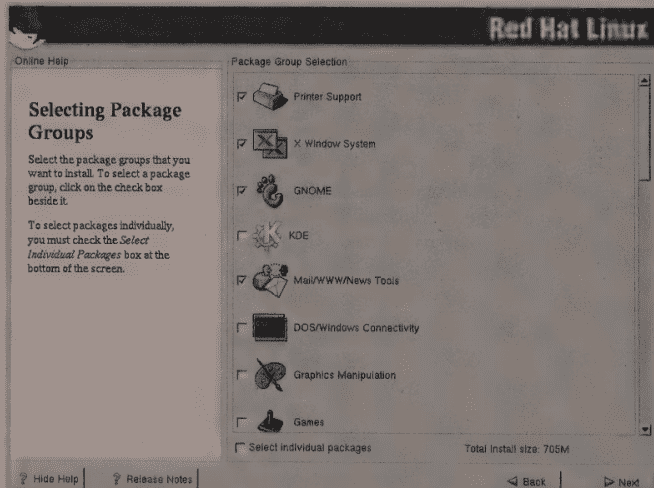 Red Hat Linux
Online Help
Package Group Selection
Selecting Package
Groups
Select the package groups that you
want to install. To select a package
group, click on the check box
beside it.
To select packages individually,
you must check the Select
Individual Packages box at the
bottom of the screen.
Printer Support
X Window System
GNOME
KDE
Mail/WWW/News Tools
DOS/Windows Connectivity
Graphics Manipulation
Games
Select individual packages
Total install size: 705M
Hide Help
Release Notes
Back
Next